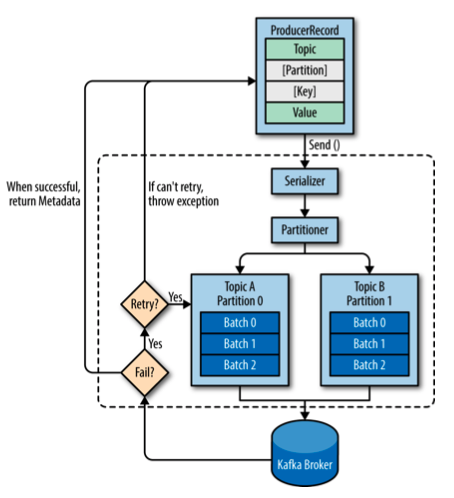 ProducerRecord
Topic
[Partition]
[Key]
Value
Send ()
When successful,
return Metadata
If can't retry,
throw exception
Serializer
Partitioner
Topic A
Partition 0
Batch 0
Batch 1
Batch 2
Topic B
Partition 1
Batch 0
Batch 1
Batch 2
Retry?
Yes
Yes
Fail?
Kafka Broker